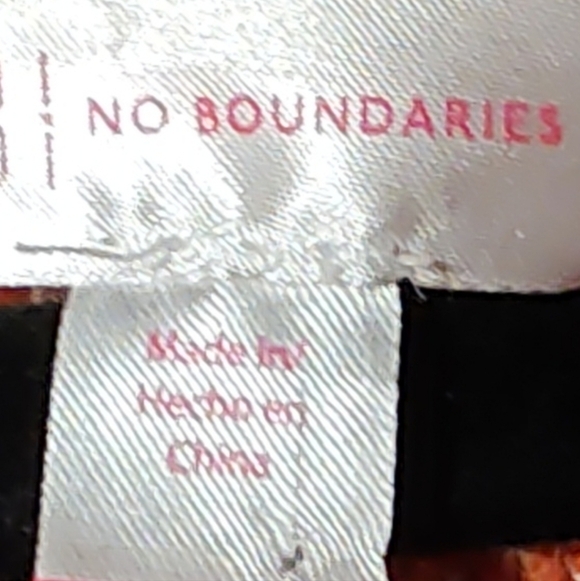 NO BOUNDARIES
Made in/
Hecho en
China